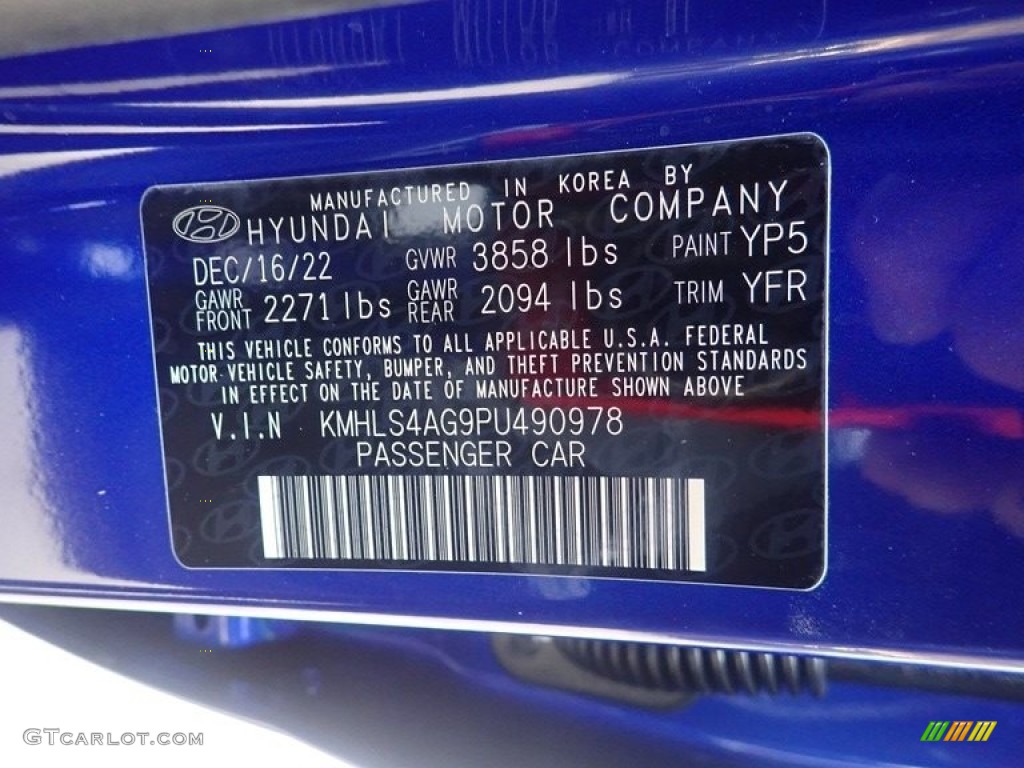 MANUFACTURED IN KOREA BY
HYUNDAI MOTOR COMPANY
DEC/16/22 GVWR 3858 lbs PAINT YP5
GAWR FRONT 2271 lbs GAWR REAR 2094 lbs TRIM YFR
THIS VEHICLE CONFORMS TO ALL APPLICABLE U.S.A. FEDERAL
MOTOR VEHICLE SAFETY, BUMPER, AND THEFT PREVENTION STANDARDS
IN EFFECT ON THE DATE OF MANUFACTURE SHOWN ABOVE
V.I.N KMHLS4AG9PU490978
PASSENGER CAR
GTCARLOT.COM